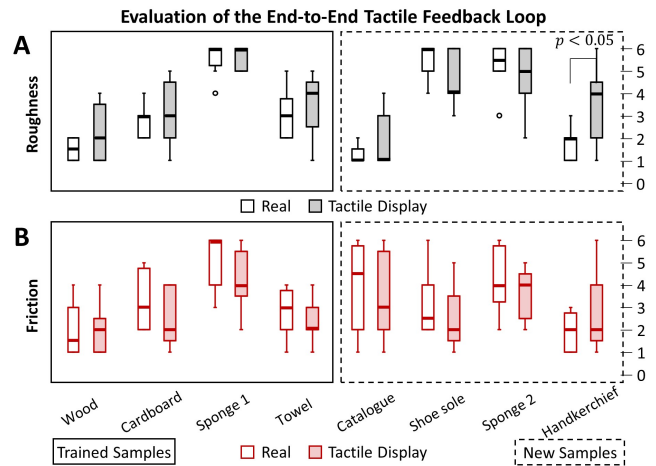 Evaluation of the End-to-End Tactile Feedback Loop
A
p < 0.05
Roughness
6
5
4
3
2
1
0
Real
Tactile Display
B
Friction
6
5
4
3
2
1
0
Wood
Cardboard
Sponge 1
Towel
Catalogue
Shoe sole
Sponge 2
Handkerchief
Trained Samples
Real
Tactile Display
New Samples